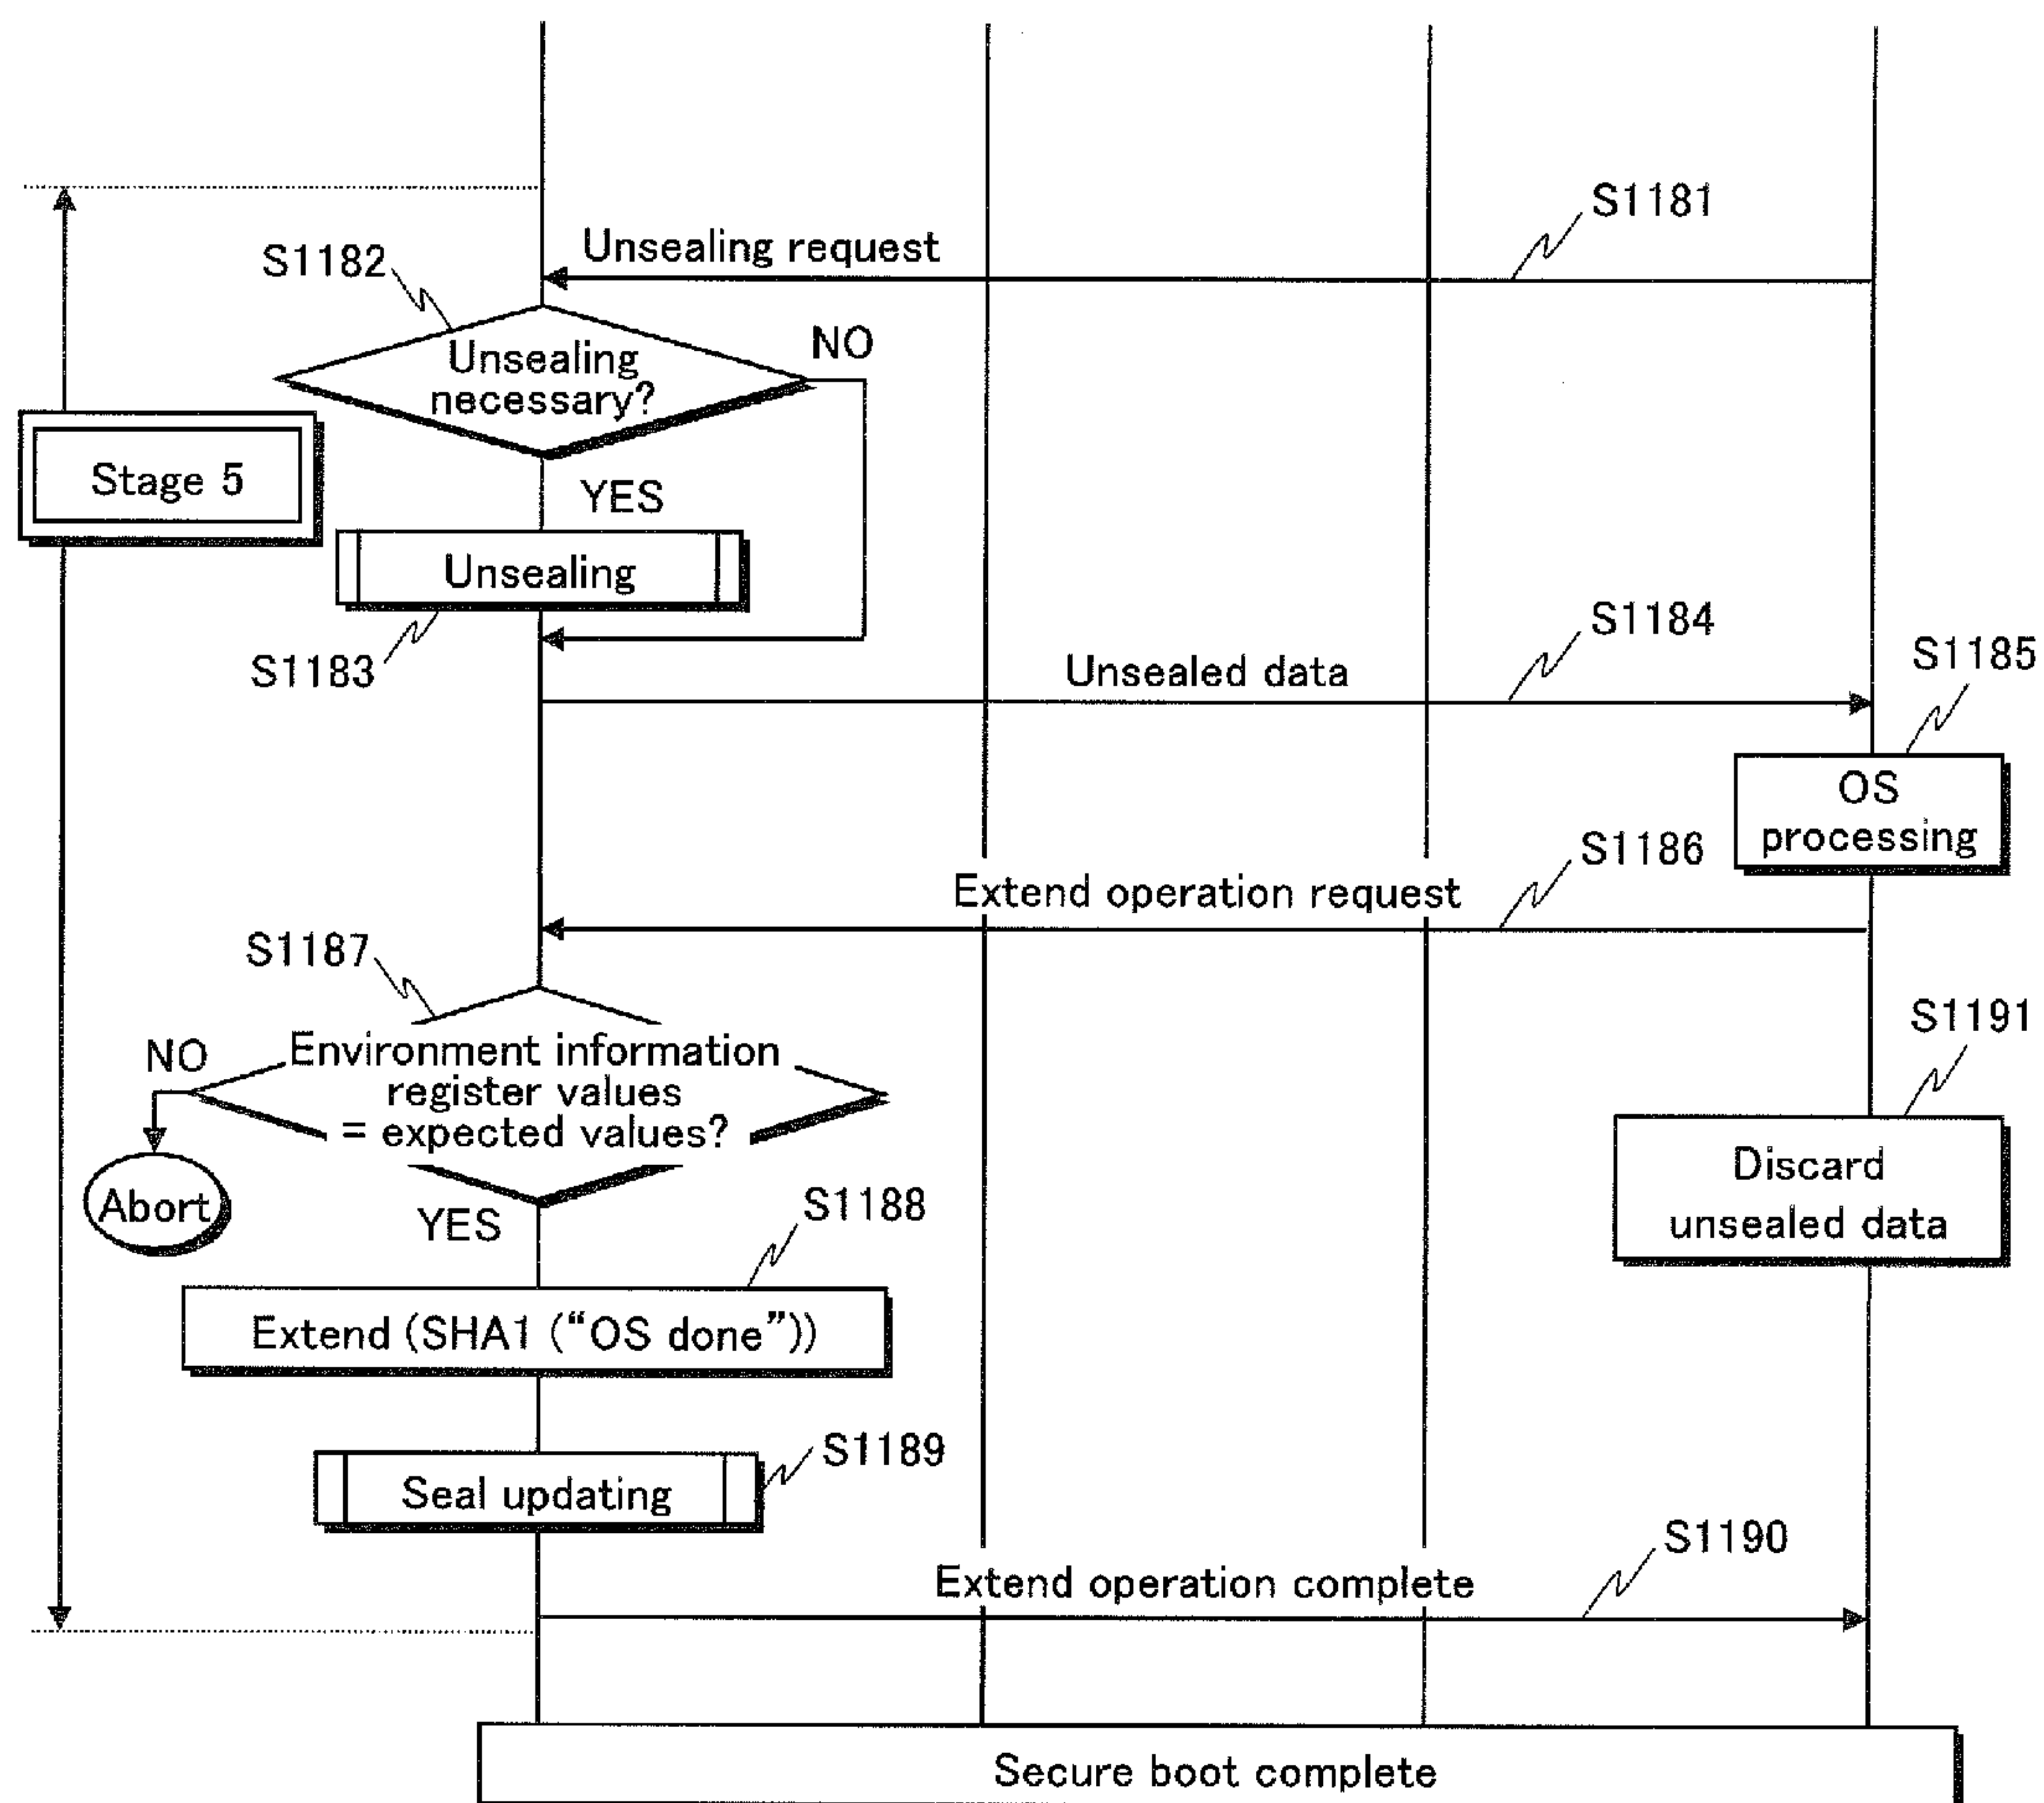 S1181
Unsealing request
S1182
Unsealing
necessary?
NO
Stage 5
YES
Unsealing
S1183
S1184
Unsealed data
S1185
OS
processing
S1186
Extend operation request
S1187
NO
Environment information
register values
= expected values?
S1191
Discard
unsealed data
Abort
YES
S1188
Extend (SHA1 (“OS done”))
S1189
Seal updating
S1190
Extend operation complete
Secure boot complete